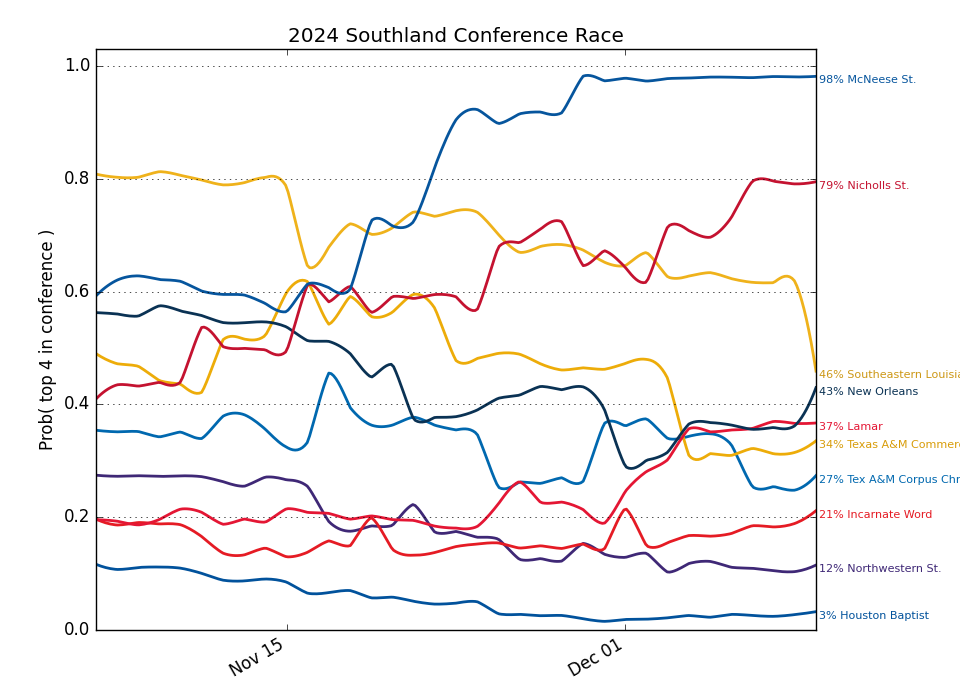 2024 Southland Conference Race
Prob( top 4 in conference )
1.0
0.8
0.6
0.4
0.2
0.0
Nov 15
Dec 01
98% McNeese St.
79% Nicholls St.
46% Southeastern Louisia
43% New Orleans
37% Lamar
34% Texas A&M Commerc
27% Tex A&M Corpus Chr
21% Incarnate Word
12% Northwestern St.
3% Houston Baptist